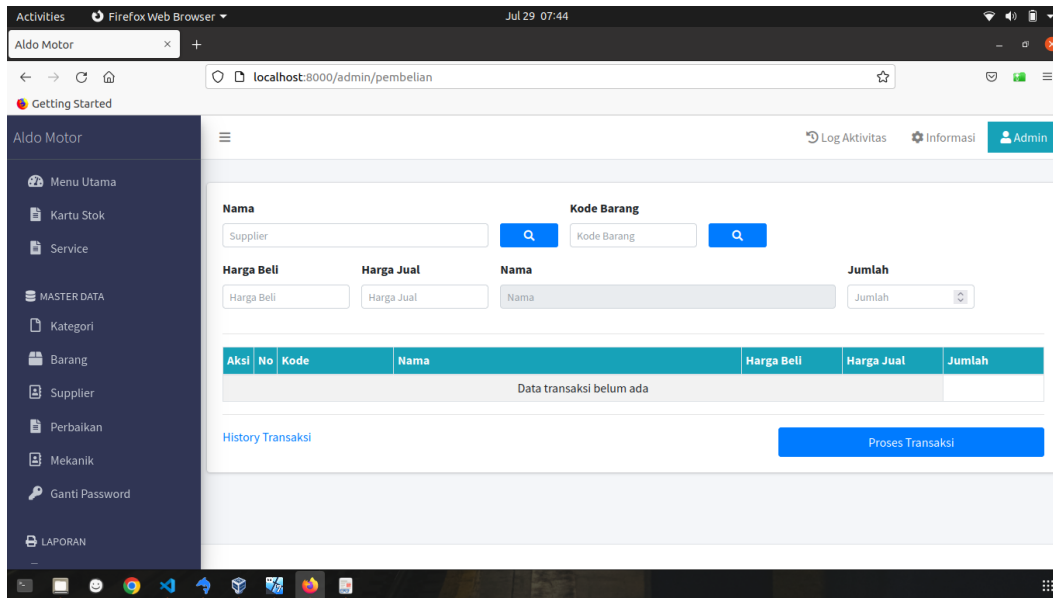 Activities Firefox Web Browser Jul 29 07:44
Aldo Motor
localhost:8000/admin/pembelian
Getting Started
Aldo Motor
Log Aktivitas Informasi Admin
Menu Utama
Kartu Stok
Service
MASTER DATA
Kategori
Barang
Supplier
Perbaikan
Mekanik
Ganti Password
LAPORAN
Nama Kode Barang
Supplier Kode Barang
Harga Beli Harga Jual Nama Jumlah
Harga Beli Harga Jual Nama Jumlah
Aksi No Kode Nama Harga Beli Harga Jual Jumlah
Data transaksi belum ada
History Transaksi Proses Transaksi